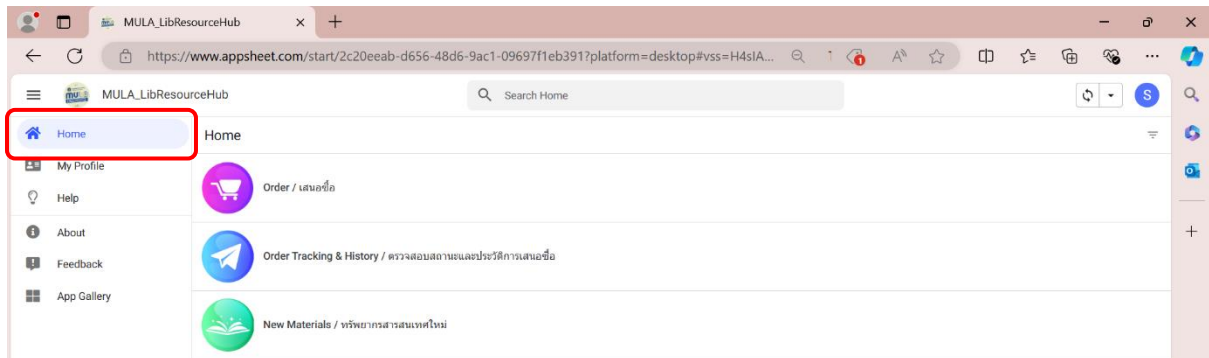 MULA_LibResourceHub
https://www.appsheet.com/start/2c20eeab-d656-48d6-9ac1-09697f1eb391?platform=desktop#vss=H4sIA...
MULA_LibResourceHub
Search Home
S
Home
Home
My Profile
Help
About
Feedback
App Gallery
Order / เสนอซื้อ
Order Tracking & History / ตรวจสอบสถานะและประวัติการเสนอซื้อ
New Materials / ทรัพยากรสารสนเทศใหม่